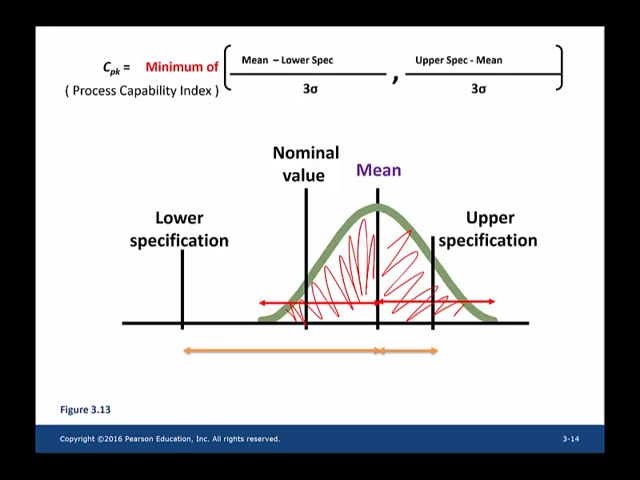 Cpk = Minimum of Mean – Lower Spec / 3σ , Upper Spec - Mean / 3σ
( Process Capability Index )
Nominal value
Mean
Lower specification
Upper specification
Figure 3.13
Copyright ©2016 Pearson Education, Inc. All rights reserved.
3-14